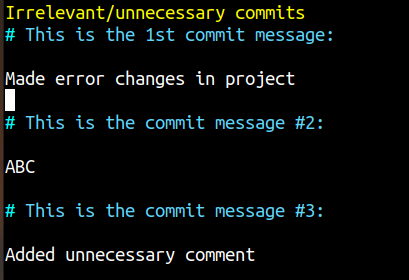 Irrelevant/unnecessary commits
# This is the 1st commit message:
Made error changes in project
# This is the commit message #2:
ABC
# This is the commit message #3:
Added unnecessary comment